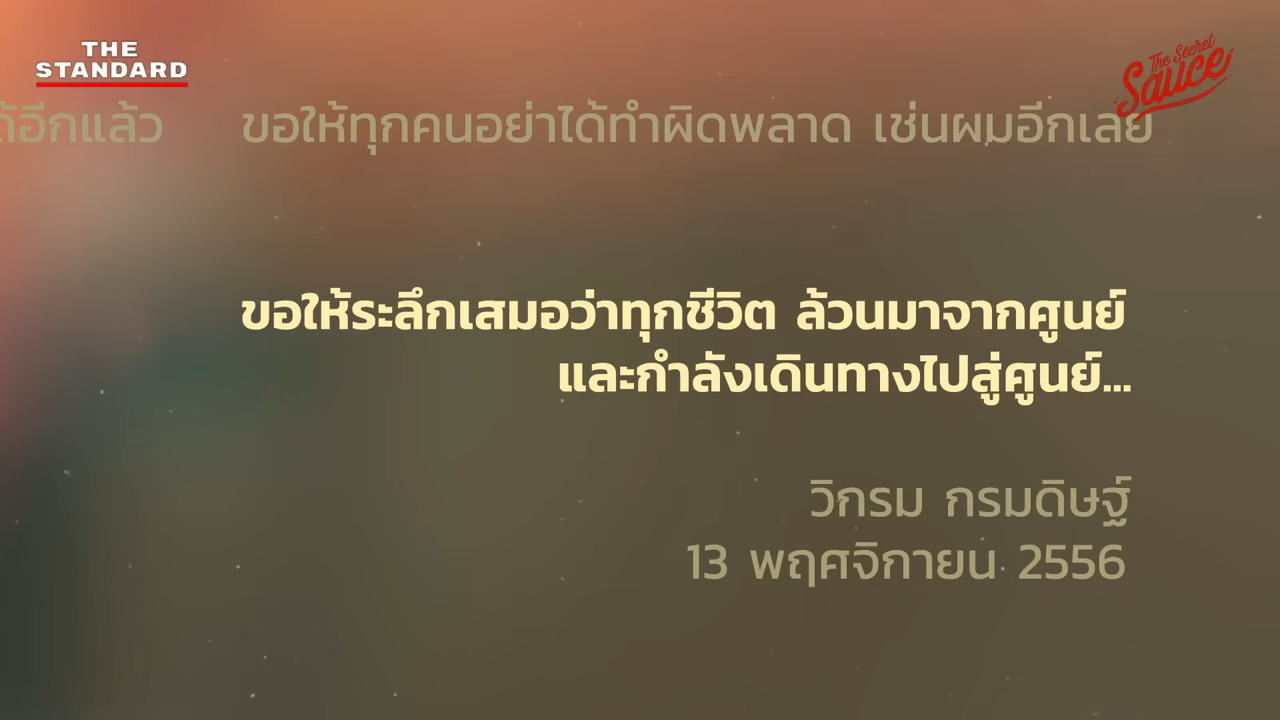 THE
STANDARD
The Secret
Sauce
อีกแล้ว ขอให้ทุกคนอย่าได้ทำผิดพลาด เช่นผมอีกเลย
ขอให้ระลึกเสมอว่าทุกชีวิต ล้วนมาจากศูนย์
และกำลังเดินทางไปสู่ศูนย์...
วิกรม กรมดิษฐ์
13 พฤศจิกายน 2556